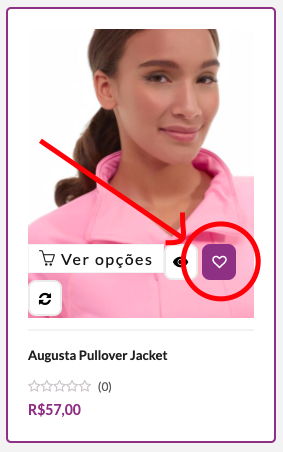 Ver opções
Augusta Pullover Jacket
(0)
R$57,00